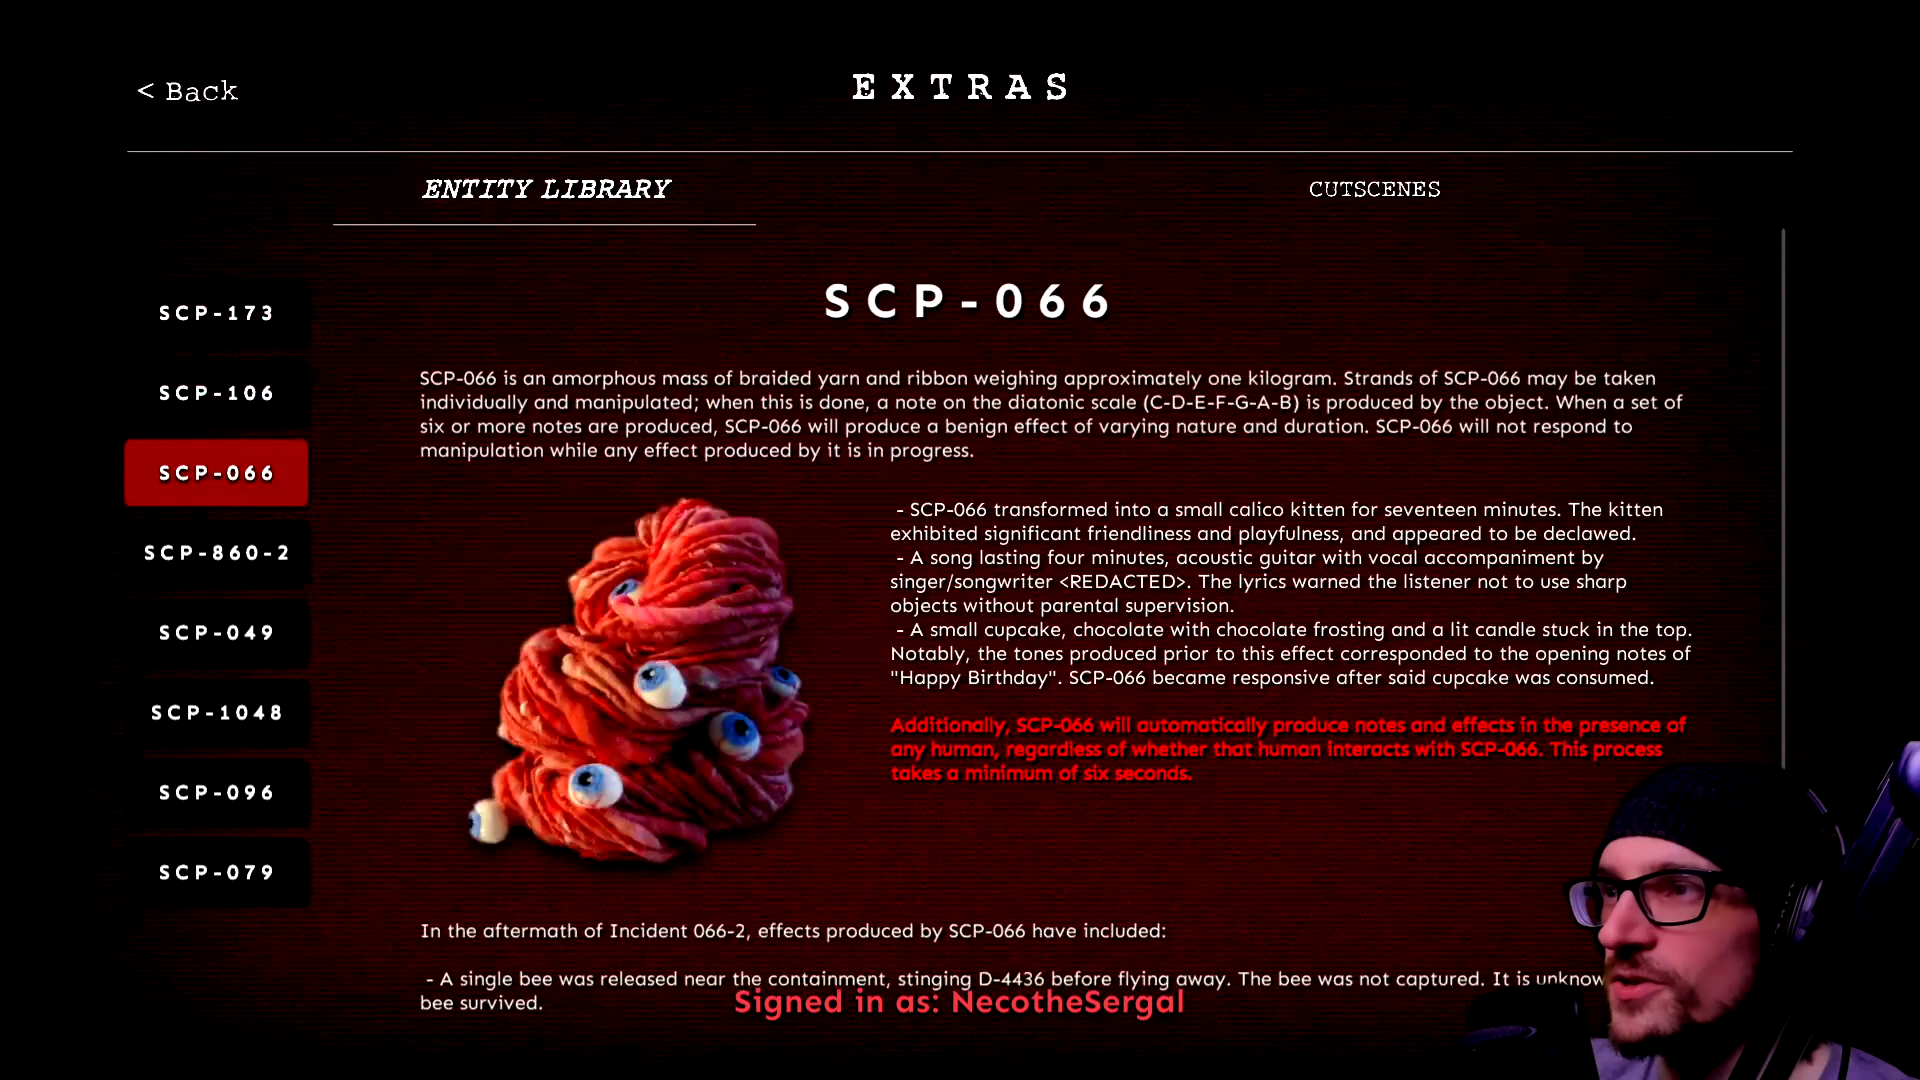 < Back
EXTRAS
ENTITY LIBRARY
CUTSCENES
SCP-173
SCP-106
SCP-066
SCP-860-2
SCP-049
SCP-1048
SCP-096
SCP-079
SCP-066
SCP-066 is an amorphous mass of braided yarn and ribbon weighing approximately one kilogram. Strands of SCP-066 may be taken
individually and manipulated; when this is done, a note on the diatonic scale (C-D-E-F-G-A-B) is produced by the object. When a set of
six or more notes are produced, SCP-066 will produce a benign effect of varying nature and duration. SCP-066 will not respond to
manipulation while any effect produced by it is in progress.
- SCP-066 transformed into a small calico kitten for seventeen minutes. The kitten
exhibited significant friendliness and playfulness, and appeared to be declawed.
- A song lasting four minutes, acoustic guitar with vocal accompaniment by
singer/songwriter <REDACTED>. The lyrics warned the listener not to use sharp
objects without parental supervision.
- A small cupcake, chocolate with chocolate frosting and a lit candle stuck in the top.
Notably, the tones produced prior to this effect corresponded to the opening notes of
"Happy Birthday". SCP-066 became responsive after said cupcake was consumed.
Additionally, SCP-066 will automatically produce notes and effects in the presence of
any human, regardless of whether that human interacts with SCP-066. This process
takes a minimum of six seconds.
In the aftermath of Incident 066-2, effects produced by SCP-066 have included:
- A single bee was released near the containment, stinging D-4436 before flying away. The bee was not captured. It is
bee survived.
Signed in as: NecotheSergal